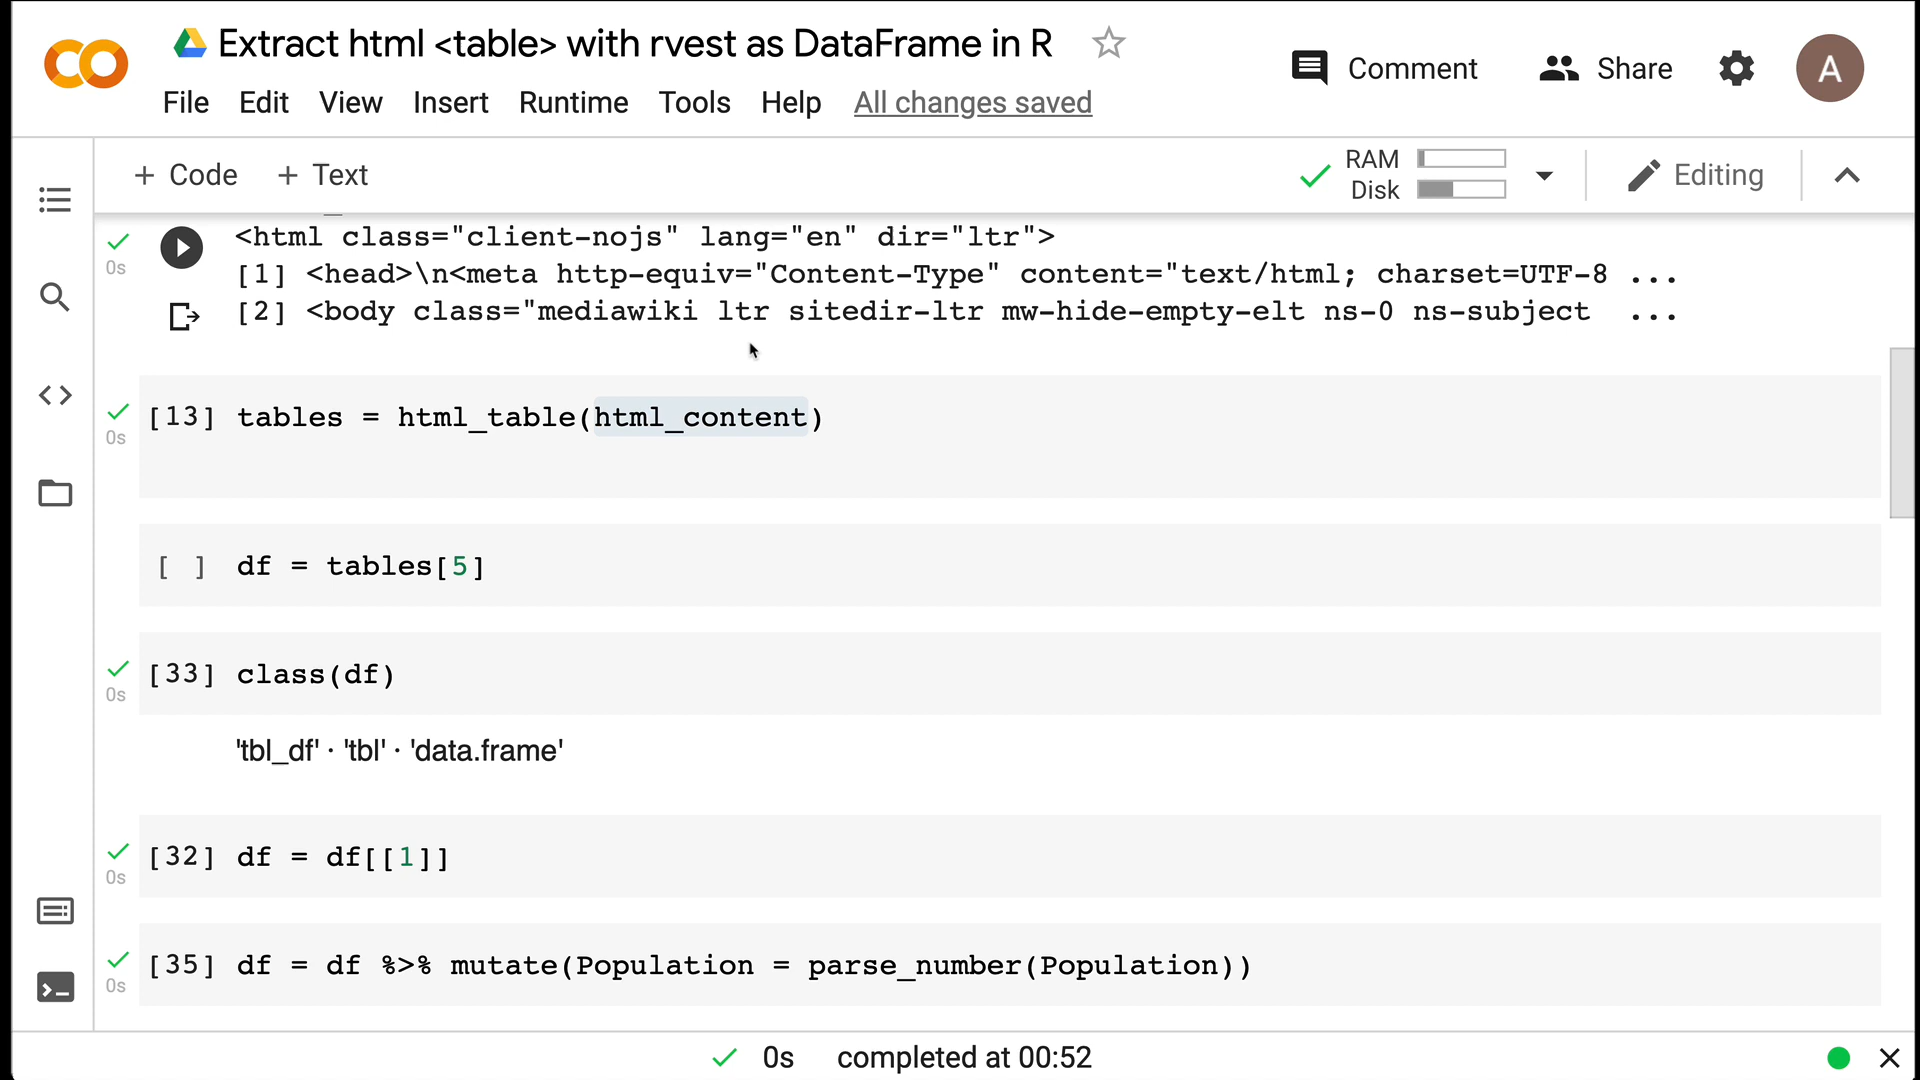 Extract html <table> with rvest as DataFrame in R
Comment
Share
A
File Edit View Insert Runtime Tools Help All changes saved
+ Code + Text
RAM
Disk
Editing
<html class="client-nojs" lang="en" dir="ltr">
0s
[1] <head>\n<meta http-equiv="Content-Type" content="text/html; charset=UTF-8 ...
[2] <body class="mediawiki ltr sitedir-ltr mw-hide-empty-elt ns-0 ns-subject ...
[13] tables = html_table(html_content)
0s
[ ] df = tables[5]
[33] class(df)
0s
'tbl_df' · 'tbl' · 'data.frame'
[32] df = df[[1]]
0s
[35] df = df %>% mutate(Population = parse_number(Population))
0s
0s completed at 00:52